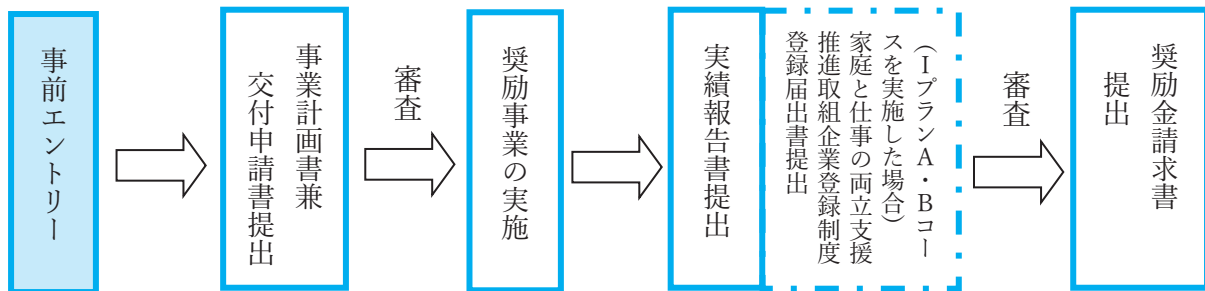 事前エントリー
事業計画書兼
交付申請書提出
審査
奨励事業の実施
実績報告書提出
(ⅠプランA・Bコー
スを実施した場合)
家庭と仕事の両立支援
推進取組企業登録制度
登録届出書提出
審査
奨励金請求書
提出